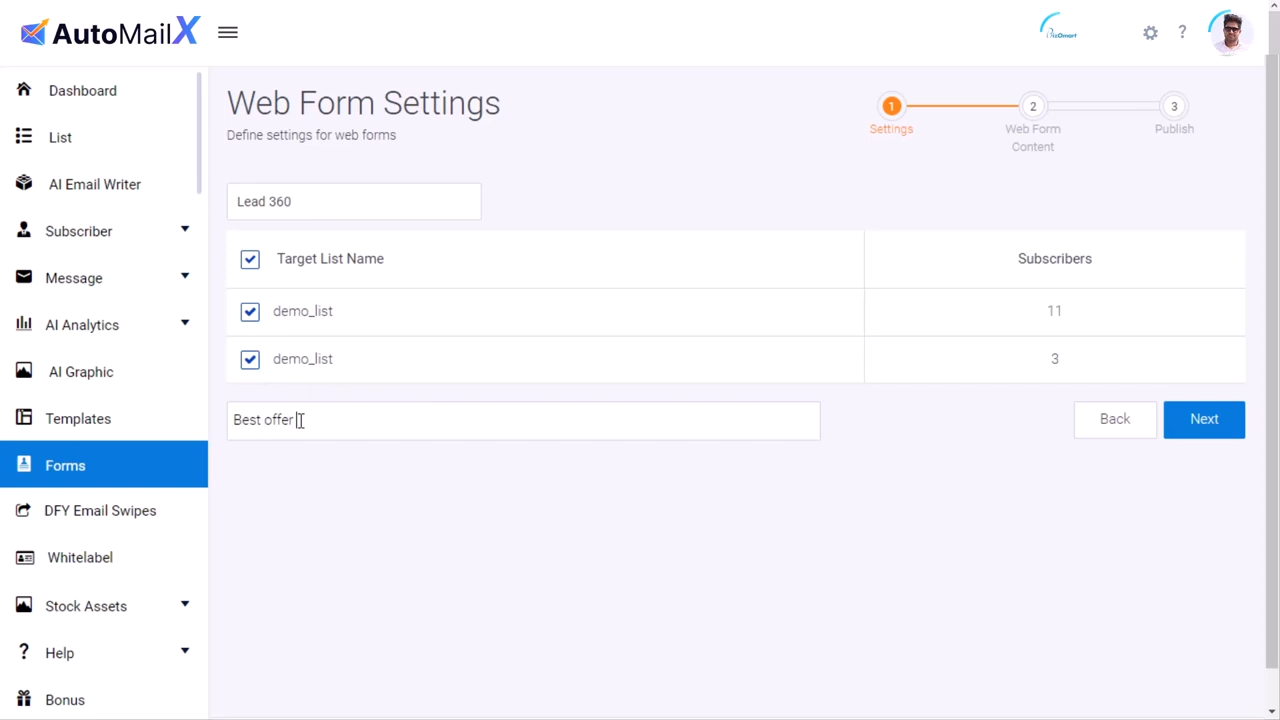 AutoMailX
BizOmart
?
Dashboard
List
AI Email Writer
Subscriber
Message
AI Analytics
AI Graphic
Templates
Forms
DFY Email Swipes
Whitelabel
Stock Assets
? Help
Bonus
Web Form Settings
Define settings for web forms
1
Settings
2
Web Form
Content
3
Publish
Lead 360
Target List Name Subscribers
demo_list 11
demo_list 3
Best offer
Back Next